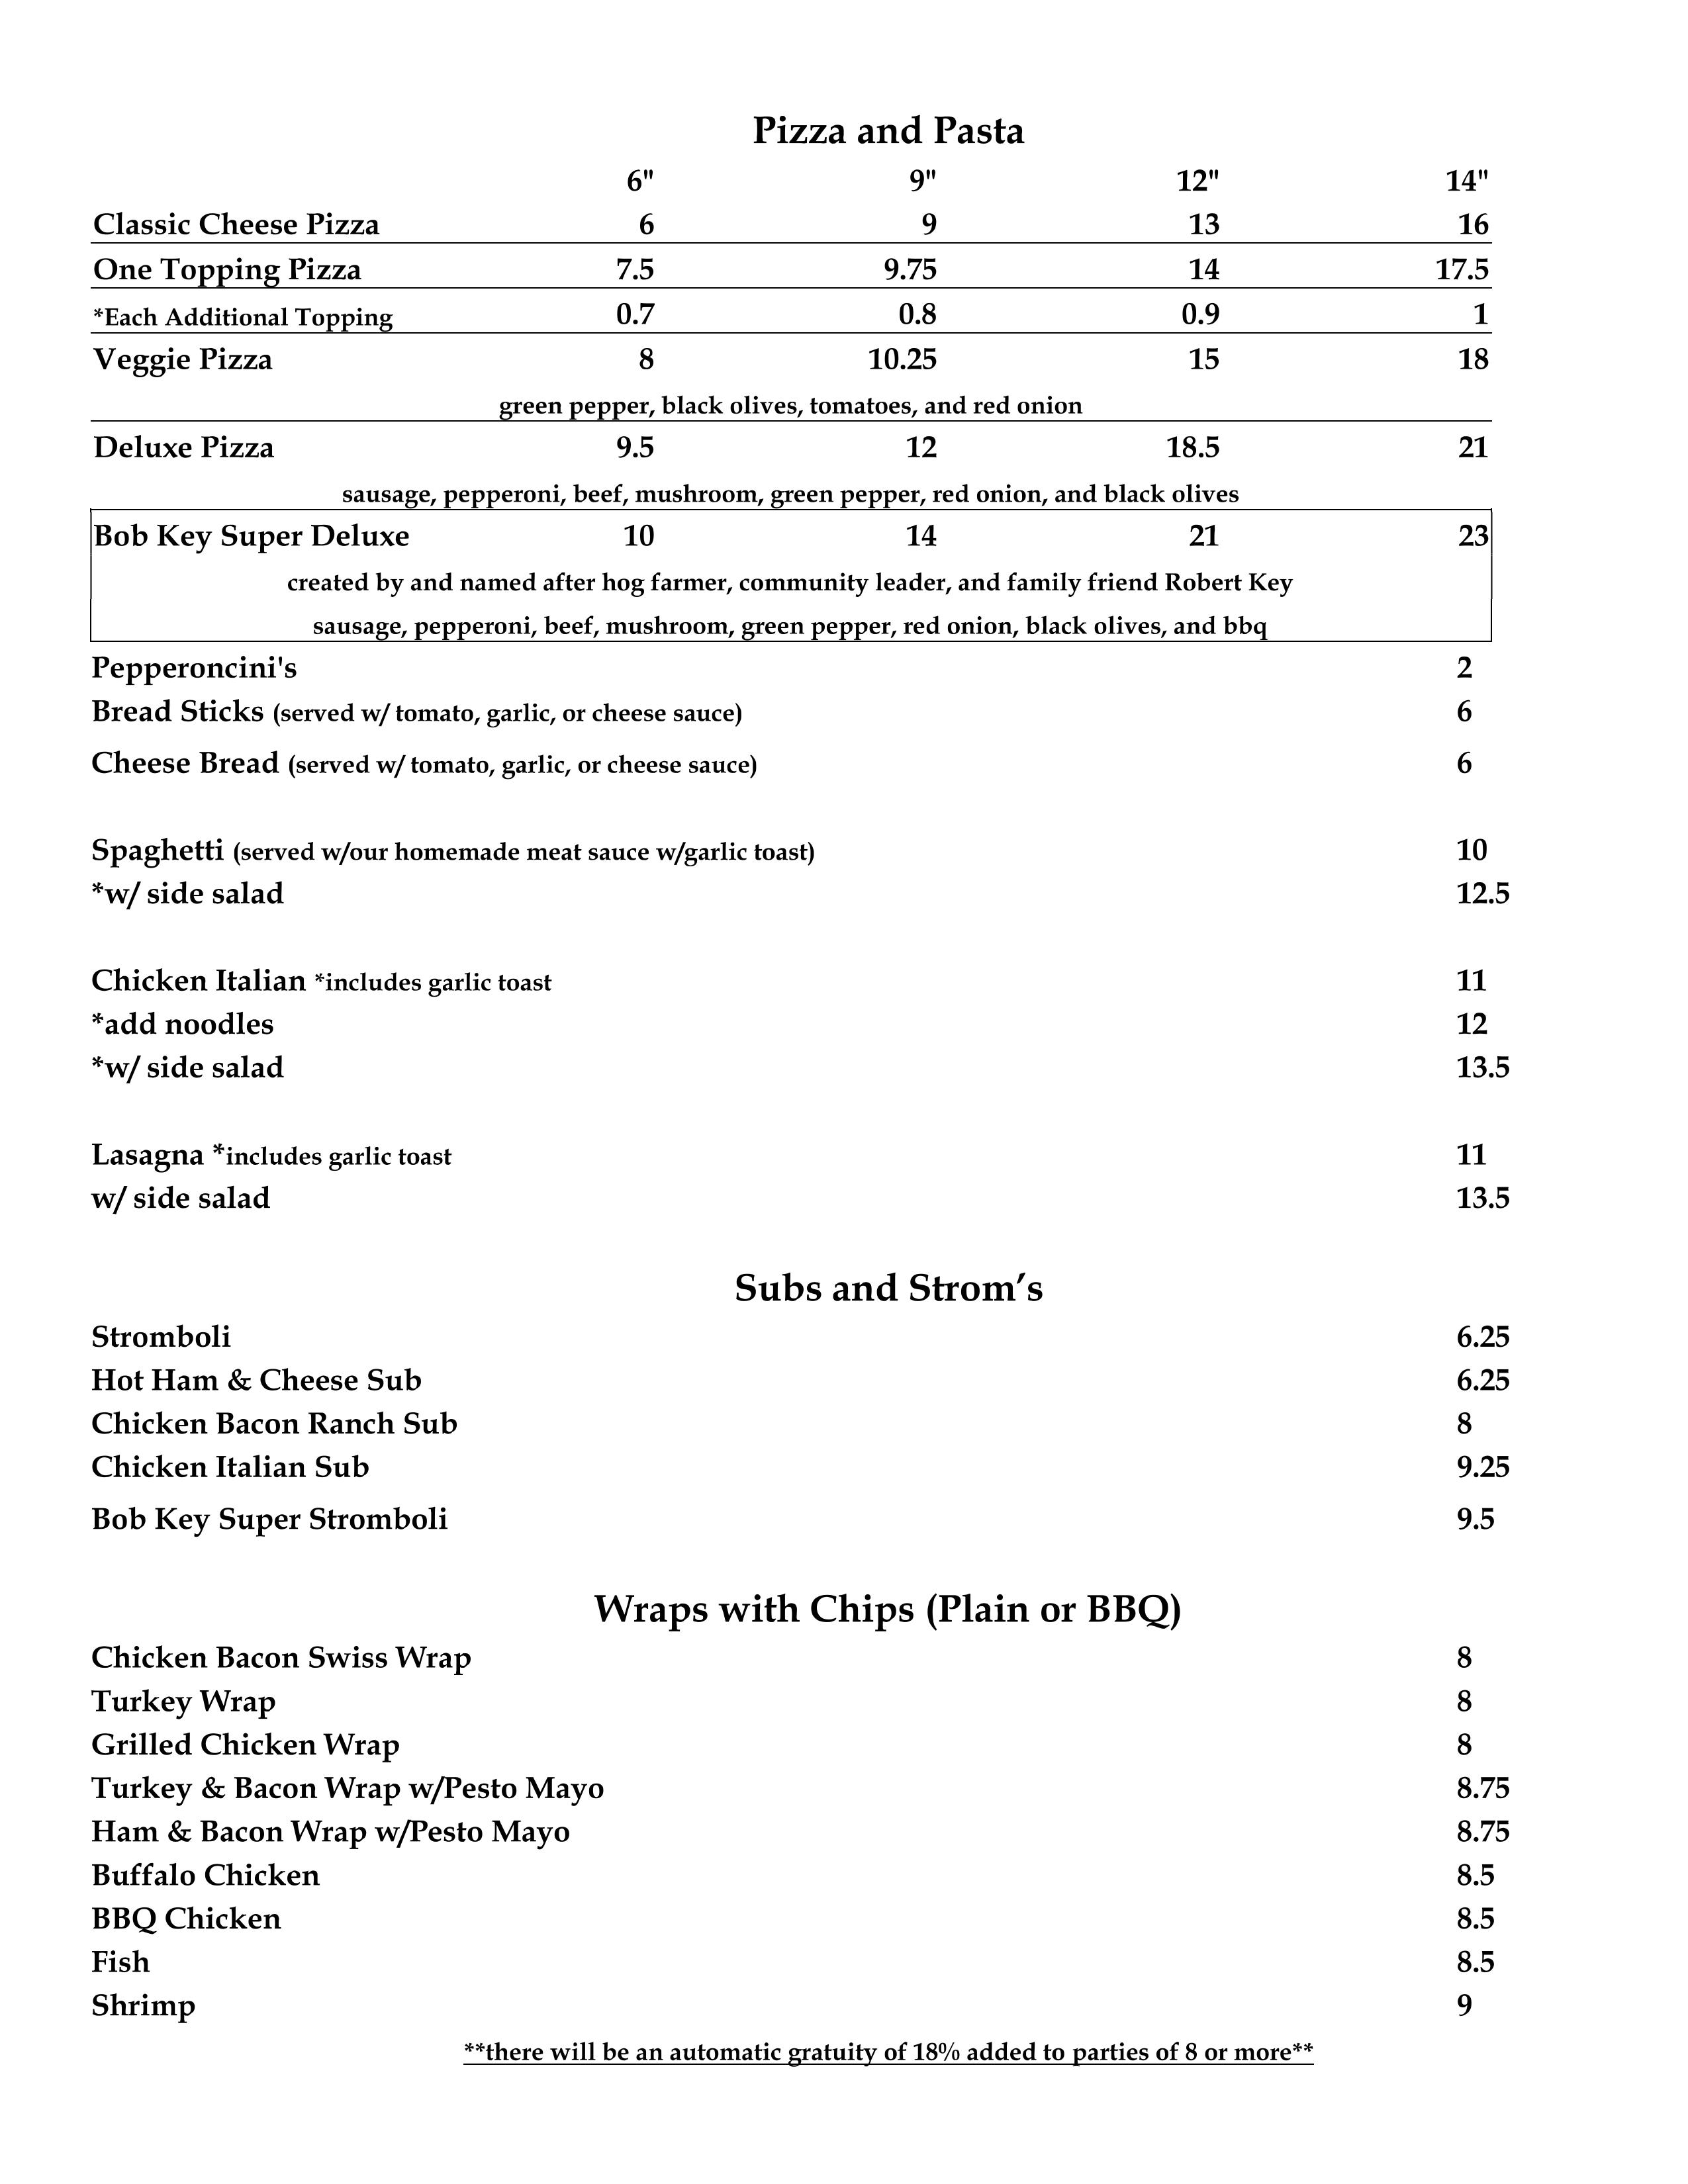 Pizza and Pasta
6" 9" 12" 14"
Classic Cheese Pizza 6 9 13 16
One Topping Pizza 7.5 9.75 14 17.5
*Each Additional Topping 0.7 0.8 0.9 1
Veggie Pizza 8 10.25 15 18
green pepper, black olives, tomatoes, and red onion
Deluxe Pizza 9.5 12 18.5 21
sausage, pepperoni, beef, mushroom, green pepper, red onion, and black olives
Bob Key Super Deluxe 10 14 21 23
created by and named after hog farmer, community leader, and family friend Robert Key
sausage, pepperoni, beef, mushroom, green pepper, red onion, black olives, and bbq
Pepperoncini's 2
Bread Sticks (served w/ tomato, garlic, or cheese sauce) 6
Cheese Bread (served w/ tomato, garlic, or cheese sauce) 6
Spaghetti (served w/our homemade meat sauce w/garlic toast) 10
*w/ side salad 12.5
Chicken Italian *includes garlic toast 11
*add noodles 12
*w/ side salad 13.5
Lasagna *includes garlic toast 11
w/ side salad 13.5
Subs and Strom’s
Stromboli 6.25
Hot Ham & Cheese Sub 6.25
Chicken Bacon Ranch Sub 8
Chicken Italian Sub 9.25
Bob Key Super Stromboli 9.5
Wraps with Chips (Plain or BBQ)
Chicken Bacon Swiss Wrap 8
Turkey Wrap 8
Grilled Chicken Wrap 8
Turkey & Bacon Wrap w/Pesto Mayo 8.75
Ham & Bacon Wrap w/Pesto Mayo 8.75
Buffalo Chicken 8.5
BBQ Chicken 8.5
Fish 8.5
Shrimp 9
**there will be an automatic gratuity of 18% added to parties of 8 or more**